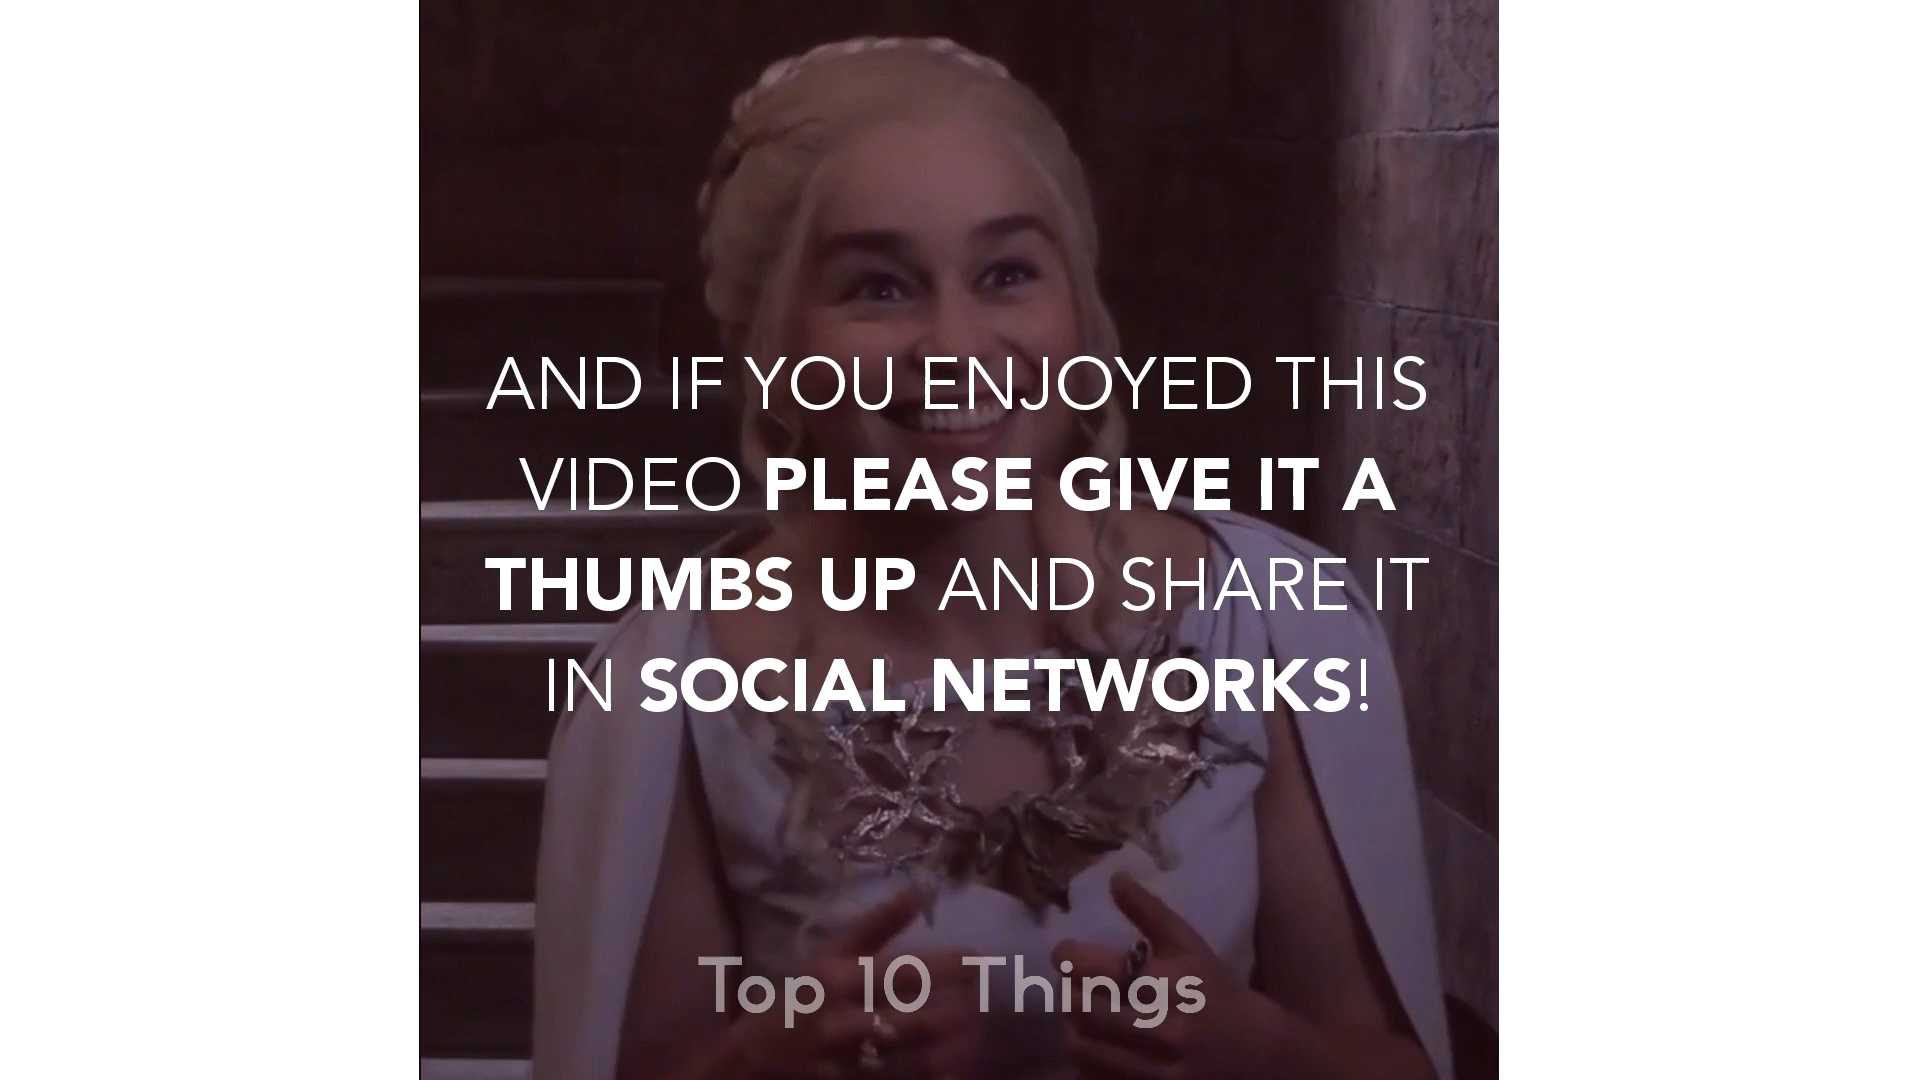 AND IF YOU ENJOYED THIS
VIDEO PLEASE GIVE IT A
THUMBS UP AND SHARE IT
IN SOCIAL NETWORKS!
Top 10 Things